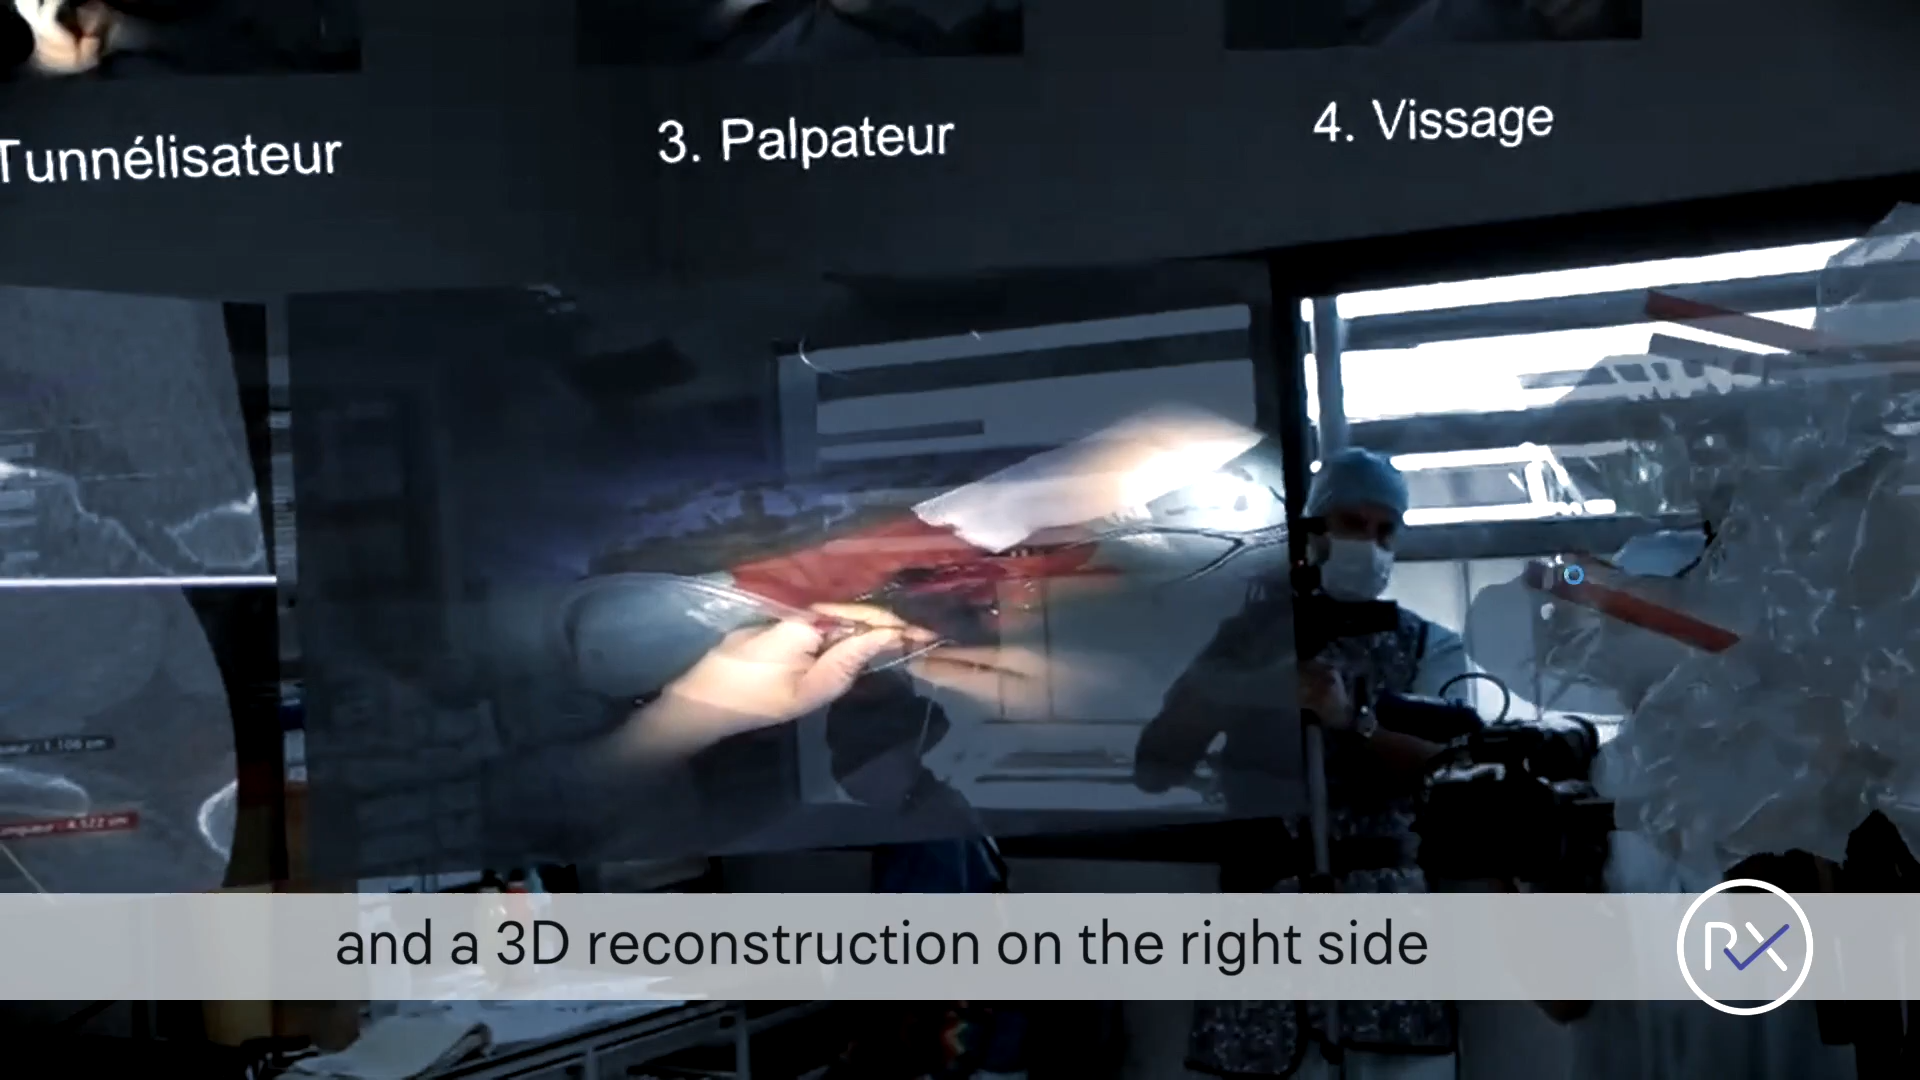 Tunnélisateur
3. Palpateur
4. Vissage
and a 3D reconstruction on the right side
RX